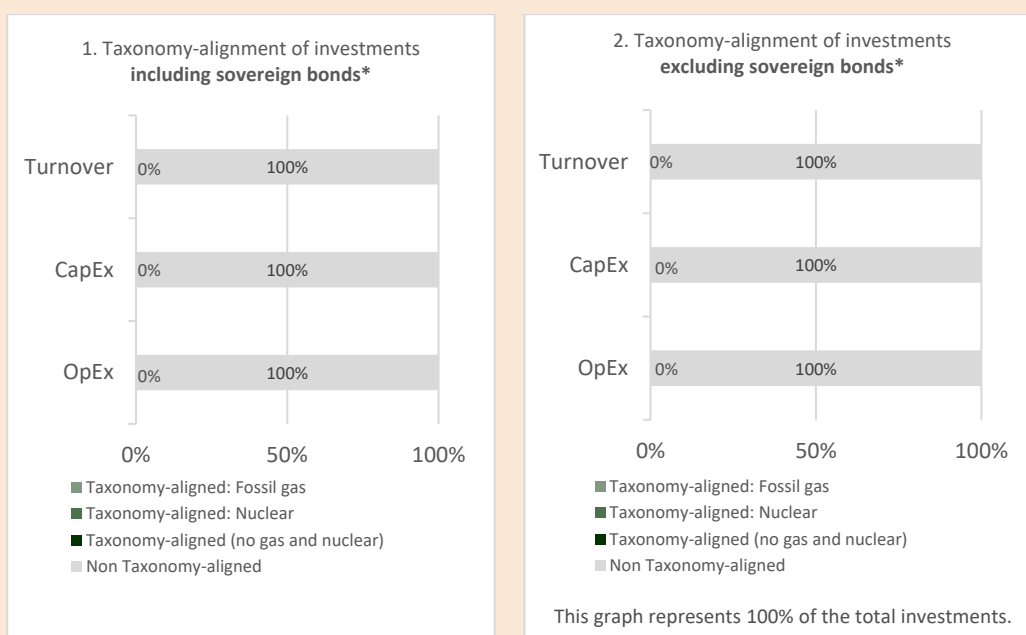 1. Taxonomy-alignment of investments
including sovereign bonds*
Turnover 0% 100%
CapEx 0% 100%
OpEx 0% 100%
0% 50% 100%
Taxonomy-aligned: Fossil gas
Taxonomy-aligned: Nuclear
Taxonomy-aligned (no gas and nuclear)
Non Taxonomy-aligned
2. Taxonomy-alignment of investments
excluding sovereign bonds*
Turnover 0% 100%
CapEx 0% 100%
OpEx 0% 100%
0% 50% 100%
Taxonomy-aligned: Fossil gas
Taxonomy-aligned: Nuclear
Taxonomy-aligned (no gas and nuclear)
Non Taxonomy-aligned
This graph represents 100% of the total investments.